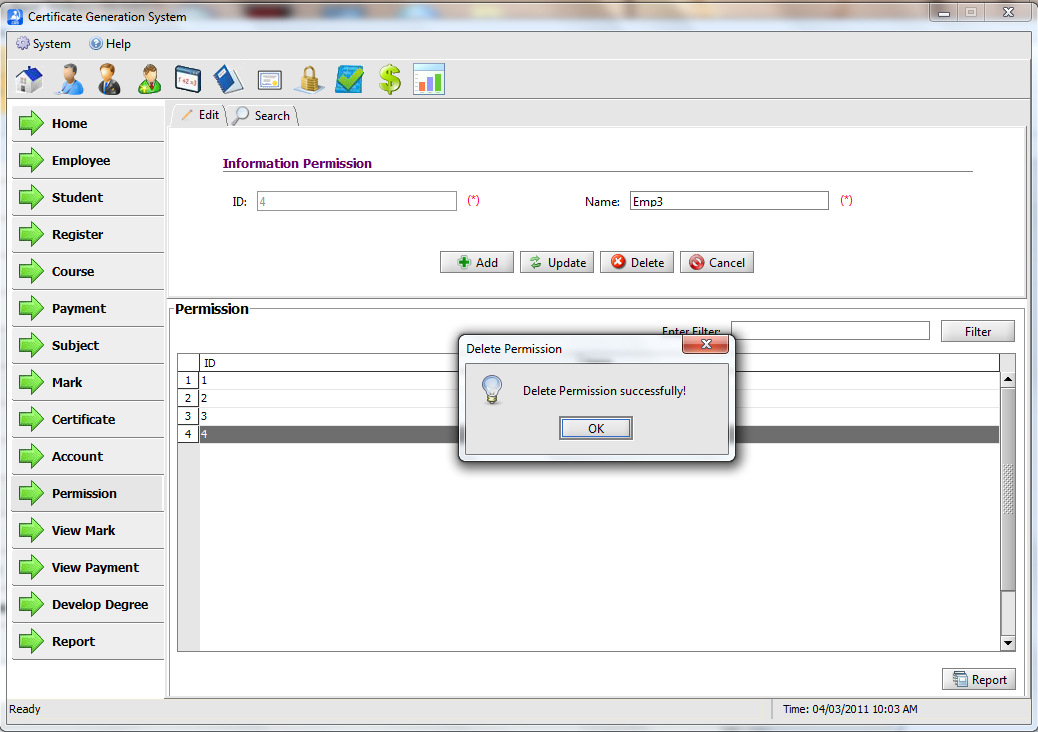 Certificate Generation System
System Help
Edit Search
Home
Employee
Student
Register
Course
Payment
Subject
Mark
Certificate
Account
Permission
View Mark
View Payment
Develop Degree
Report
Information Permission
ID: 4 (*) Name: Emp3 (*)
Add Update Delete Cancel
Permission
Enter Filter: Filter
ID
1 1
2 2
3 3
4 4
Delete Permission
Delete Permission successfully!
OK
Report
Ready Time: 04/03/2011 10:03 AM